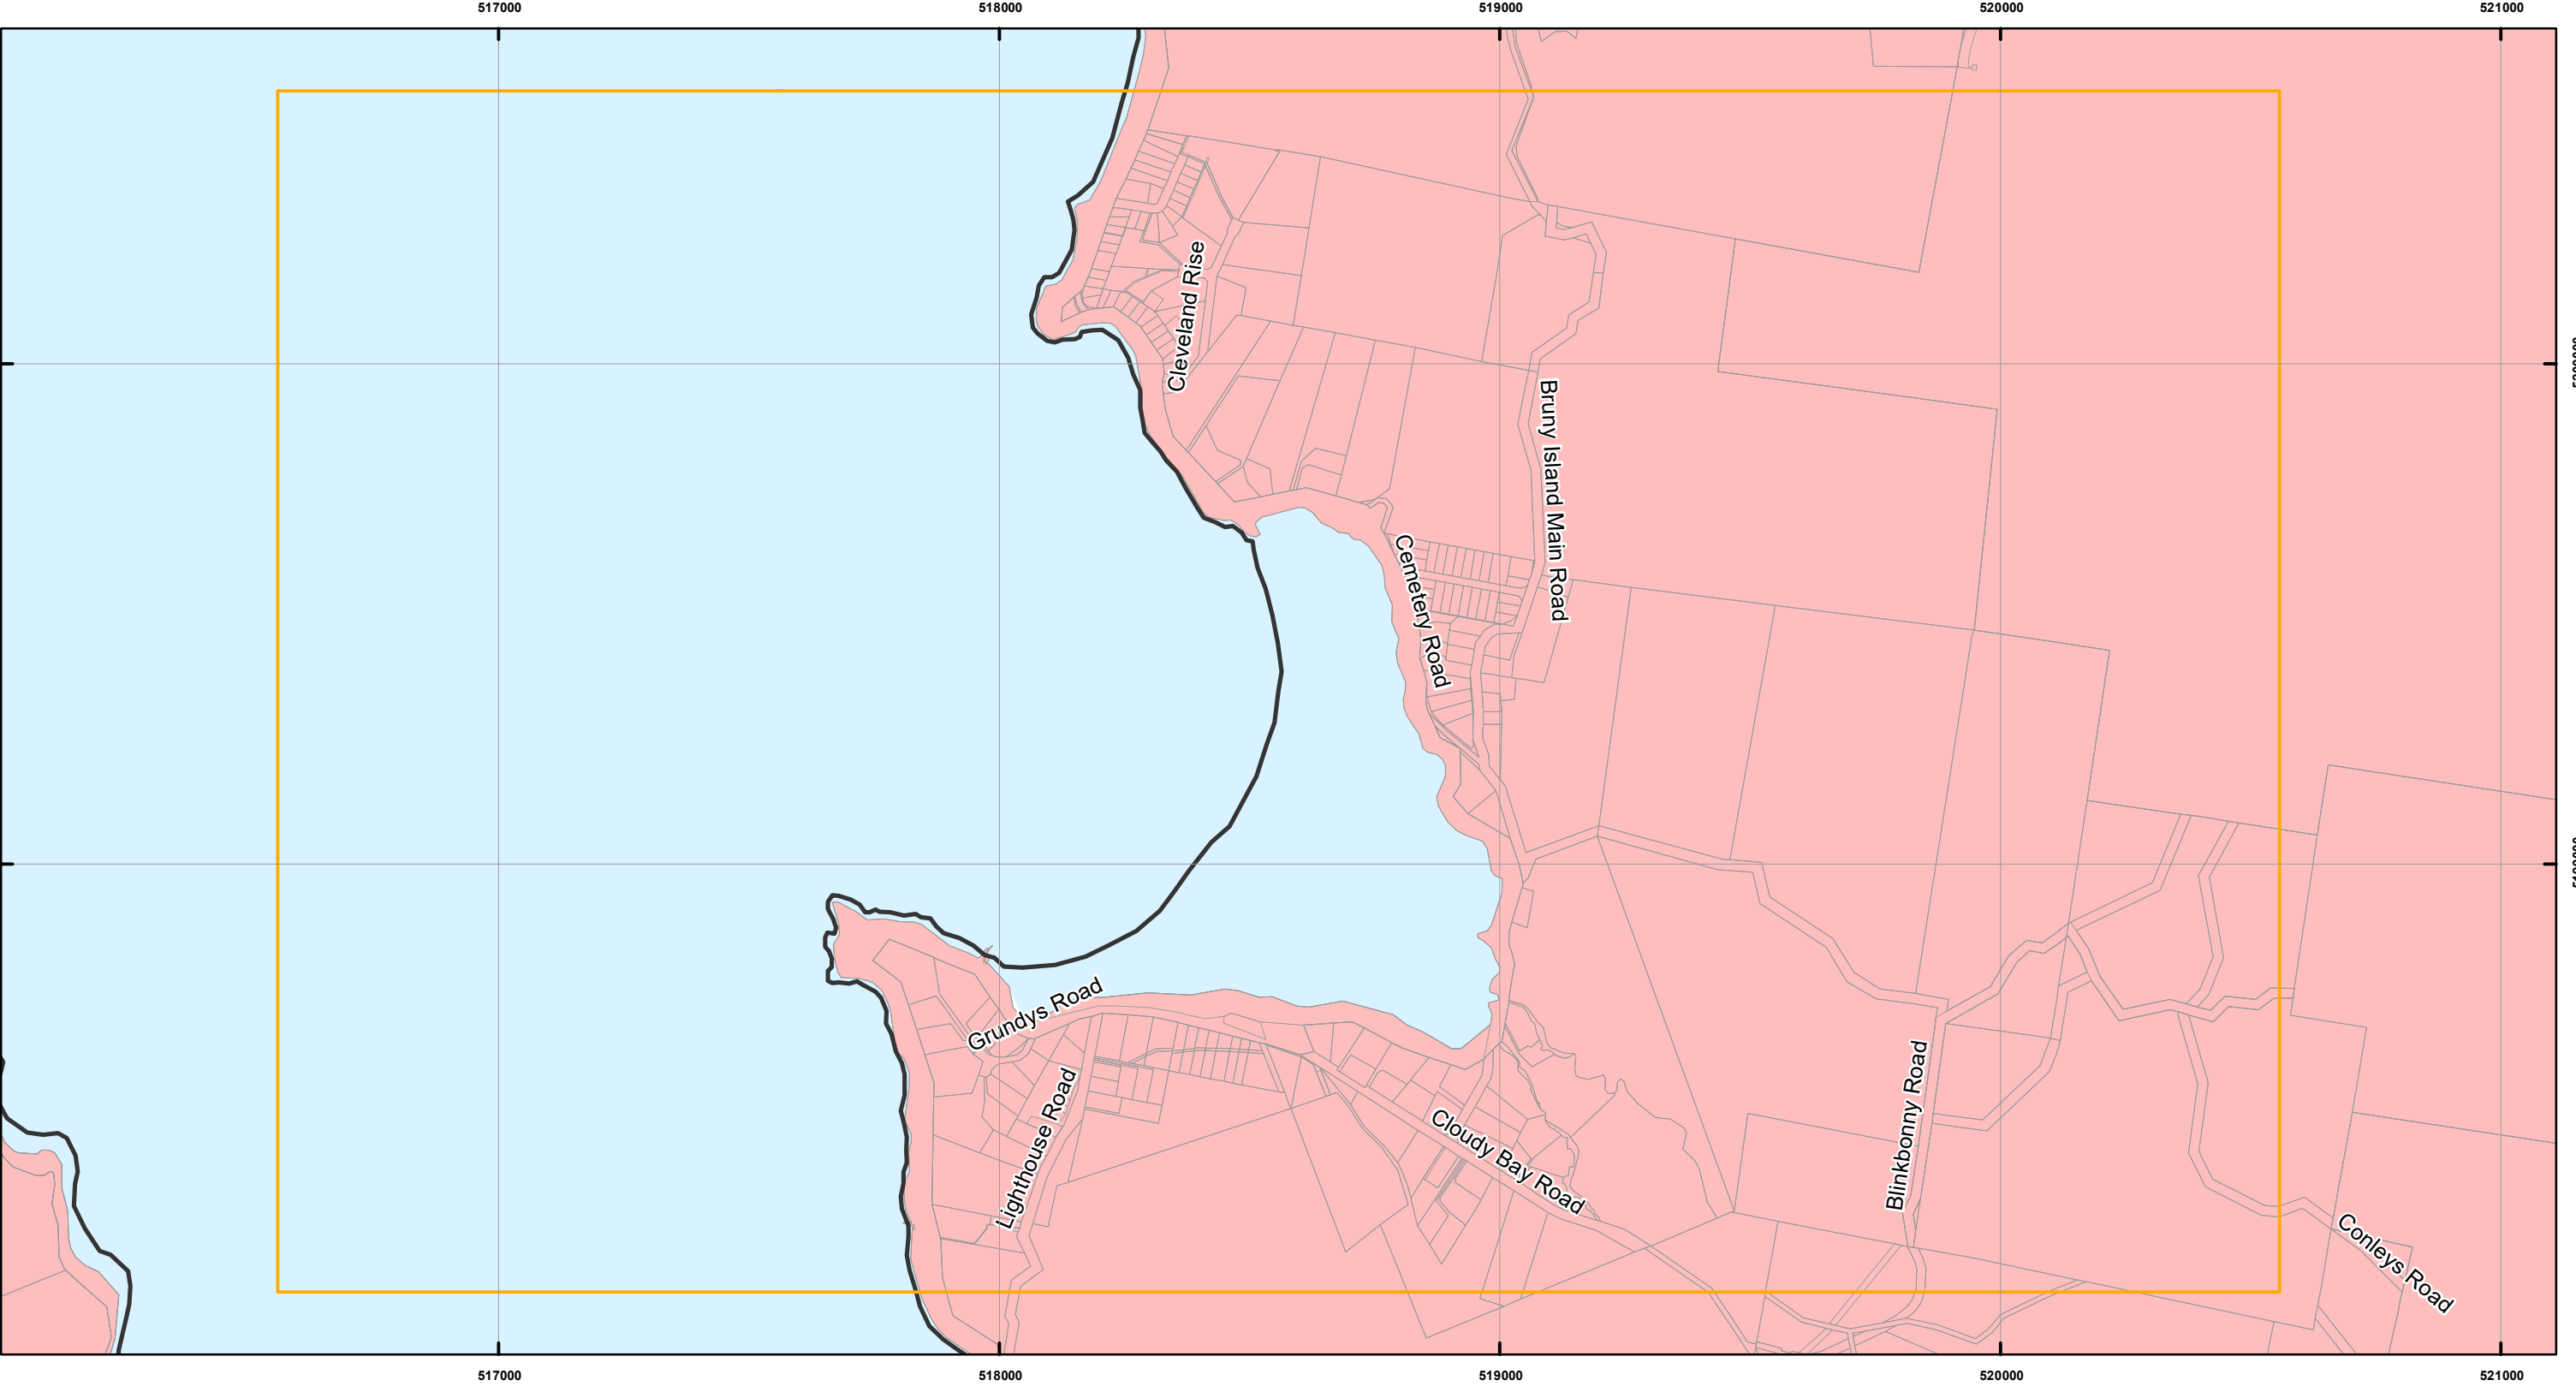 517000
518000
519000
520000
521000
Cleveland Rise
Bruny Island Main Road
Cemetery Road
Grundys Road
Lighthouse Road
Cloudy Bay Road
Blinkbonny Road
Conleys Road
517000
518000
519000
520000
521000